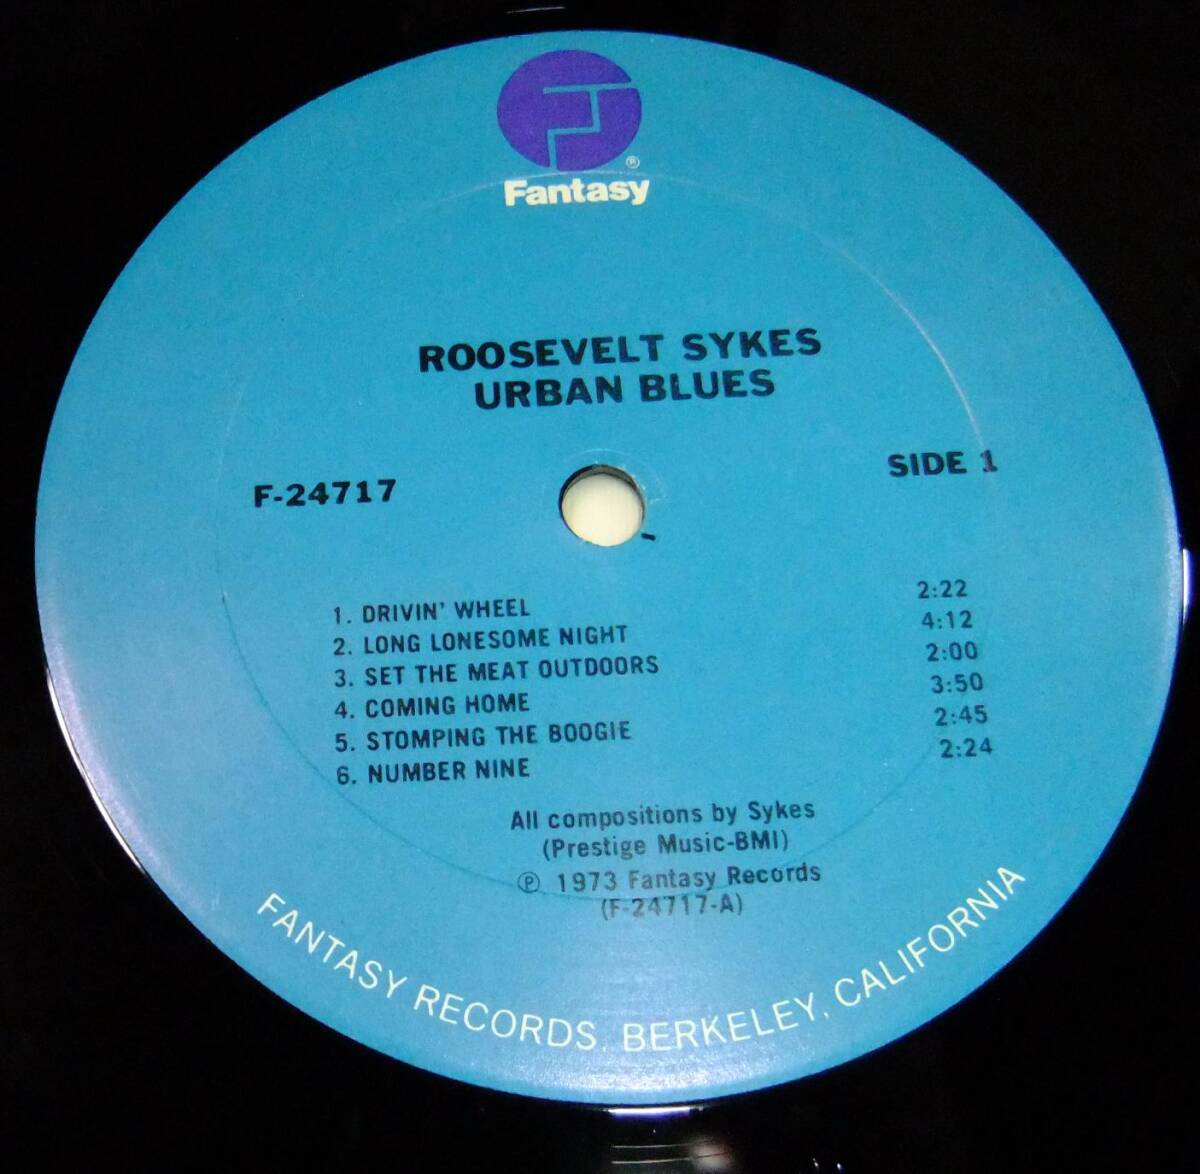 ®
Fantasy
ROOSEVELT SYKES
URBAN BLUES
F-24717
SIDE 1
1. DRIVIN' WHEEL 2:22
2. LONG LONESOME NIGHT 4:12
3. SET THE MEAT OUTDOORS 2:00
4. COMING HOME 3:50
5. STOMPING THE BOOGIE 2:45
6. NUMBER NINE 2:24
All compositions by Sykes
(Prestige Music-BMI)
℗ 1973 Fantasy Records
(F-24717-A)
FANTASY RECORDS, BERKELEY, CALIFORNIA